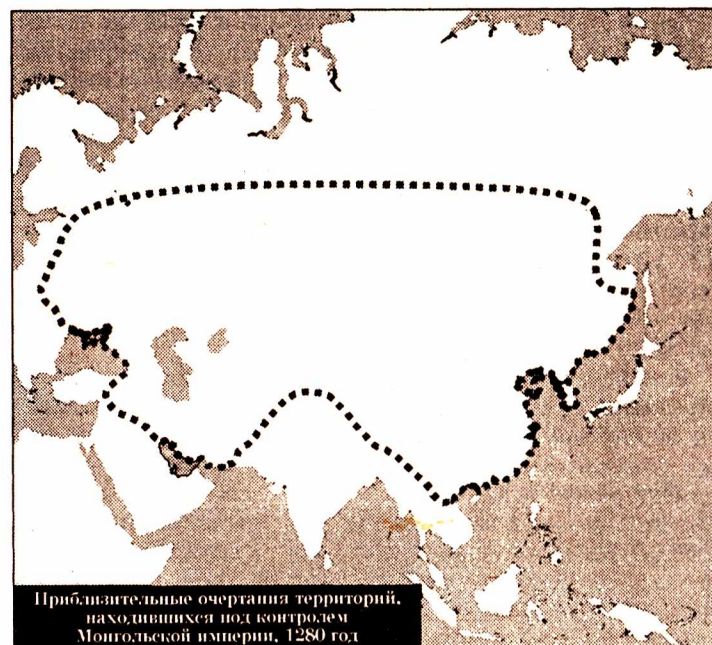 Приблизительные очертания территорий,
находившихся под контролем
Монгольской империи, 1280 год